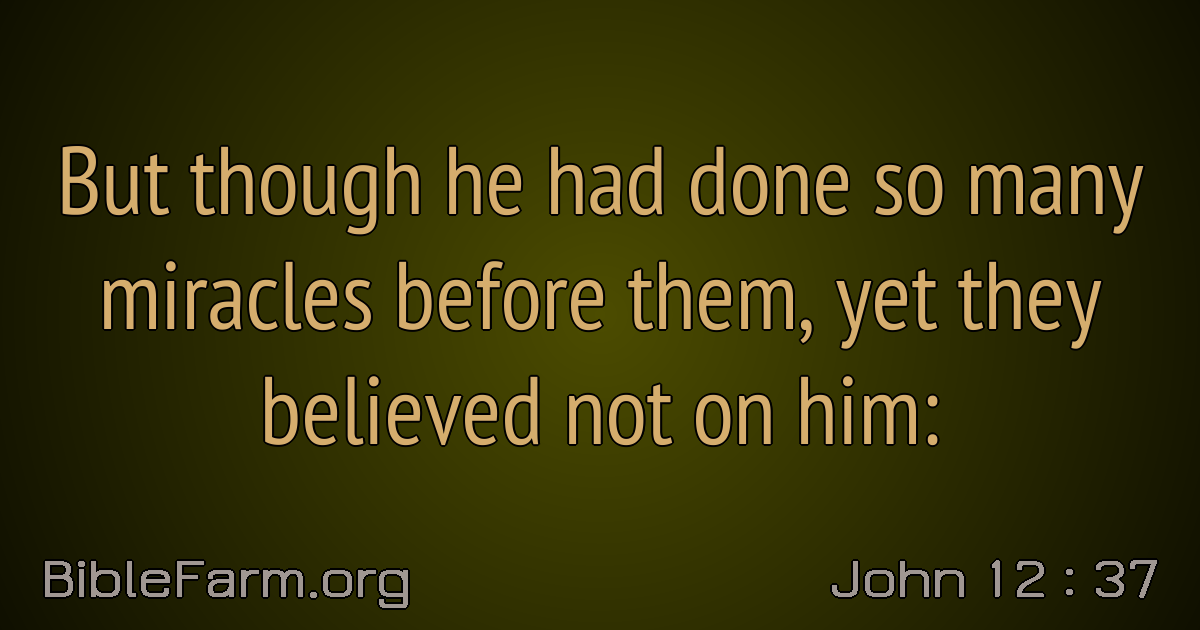 But though he had done so many
miracles before them, yet they
believed not on him:
BibleFarm.org
John 12 : 37